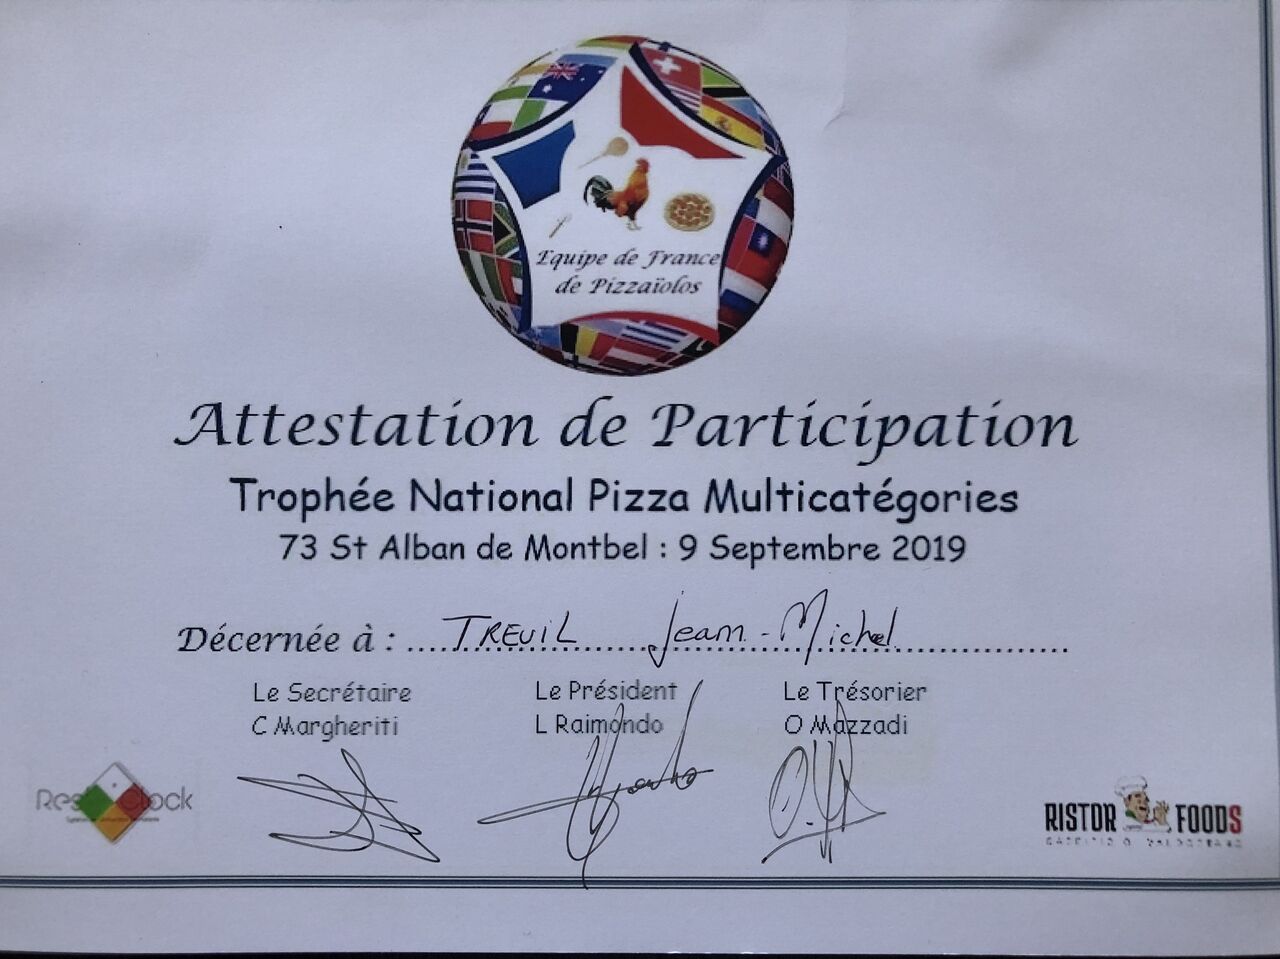 Equipe de France
de Pizzaïolos
Attestation de Participation
Trophée National Pizza Multicatégories
73 St Alban de Montbel : 9 Septembre 2019
Décernée à : TREUIL Jean-Michel
Le Secrétaire Le Président Le Trésorier
C Margheriti L Raimondo O Mazzadi
RISTOR FOODS